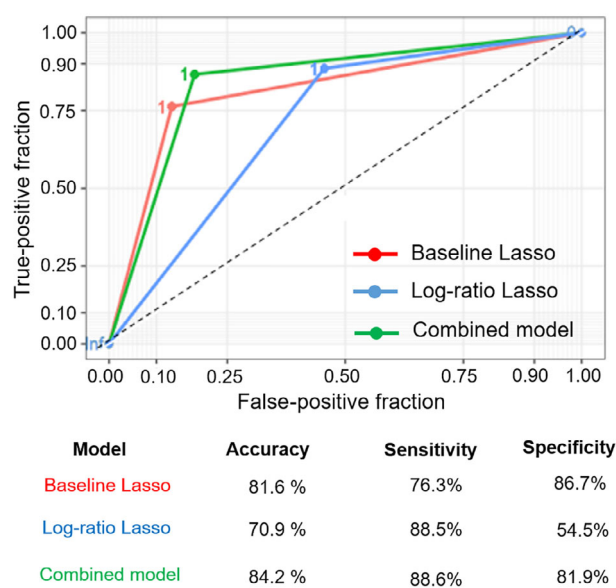 1.00
0.90
0.75
0.50
0.25
0.10
0.00
True-positive fraction
1
1
1
0
Inf
Baseline Lasso
Log-ratio Lasso
Combined model
0.00 0.10 0.25 0.50 0.75 0.90 1.00
False-positive fraction
Model Accuracy Sensitivity Specificity
Baseline Lasso 81.6 % 76.3% 86.7%
Log-ratio Lasso 70.9 % 88.5% 54.5%
Combined model 84.2 % 88.6% 81.9%